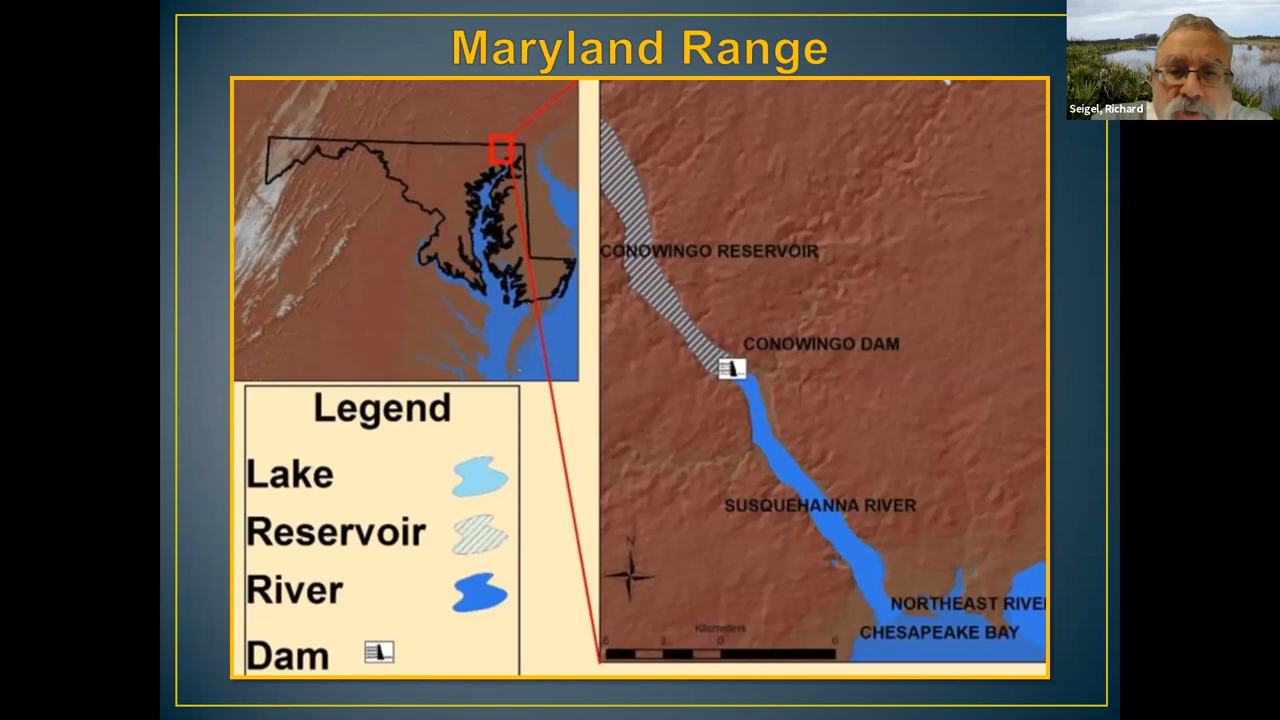 Maryland Range
Seigel, Richard
CONOWINGO RESERVOIR
CONOWINGO DAM
SUSQUEHANNA RIVER
N
NORTHEAST RIVE
CHESAPEAKE BAY
Kilometers
6 3 0 6
Legend
Lake
Reservoir
River
Dam